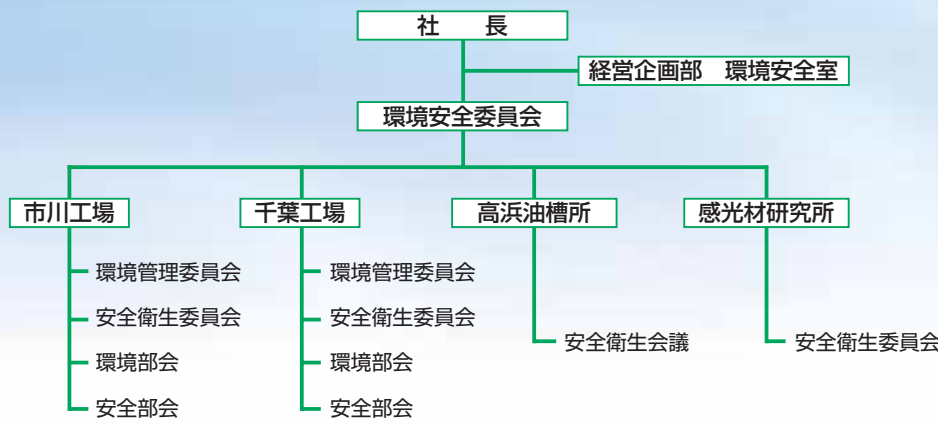 社　長
経営企画部　環境安全室
環境安全委員会
市川工場
環境管理委員会
安全衛生委員会
環境部会
安全部会
千葉工場
環境管理委員会
安全衛生委員会
環境部会
安全部会
高浜油槽所
安全衛生会議
感光材研究所
安全衛生委員会